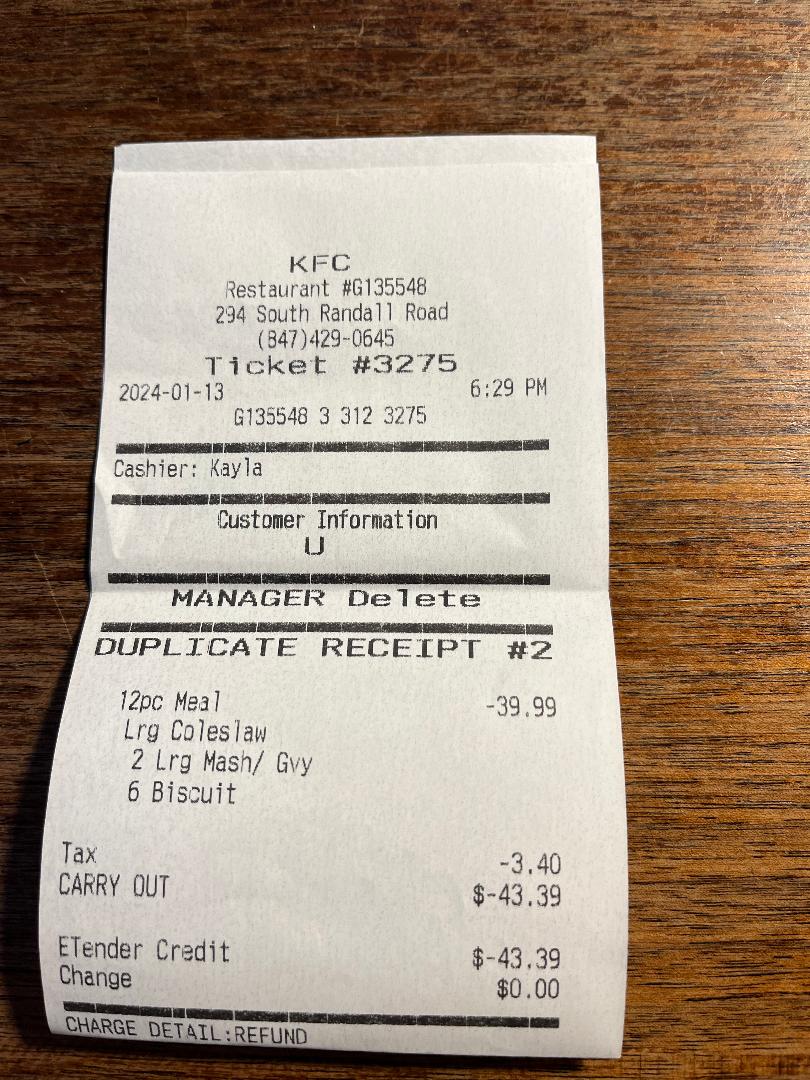 KFC
Restaurant #G135548
294 South Randall Road
(847)429-0645
Ticket #3275
2024-01-13 6:29 PM
G135548 3 312 3275
Cashier: Kayla
Customer Information
U
MANAGER Delete
DUPLICATE RECEIPT #2
12pc Meal -39.99
Lrg Coleslaw
2 Lrg Mash/ Gvy
6 Biscuit
Tax -3.40
CARRY OUT $-43.39
ETender Credit $-43.39
Change $0.00
CHARGE DETAIL:REFUND